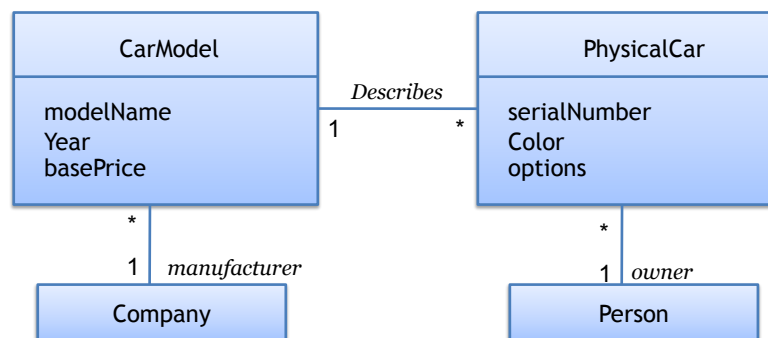 CarModel
PhysicalCar
modelName
Year
basePrice
Describes
1
*
serialNumber
Color
options
*
1
manufacturer
*
1
owner
Company
Person